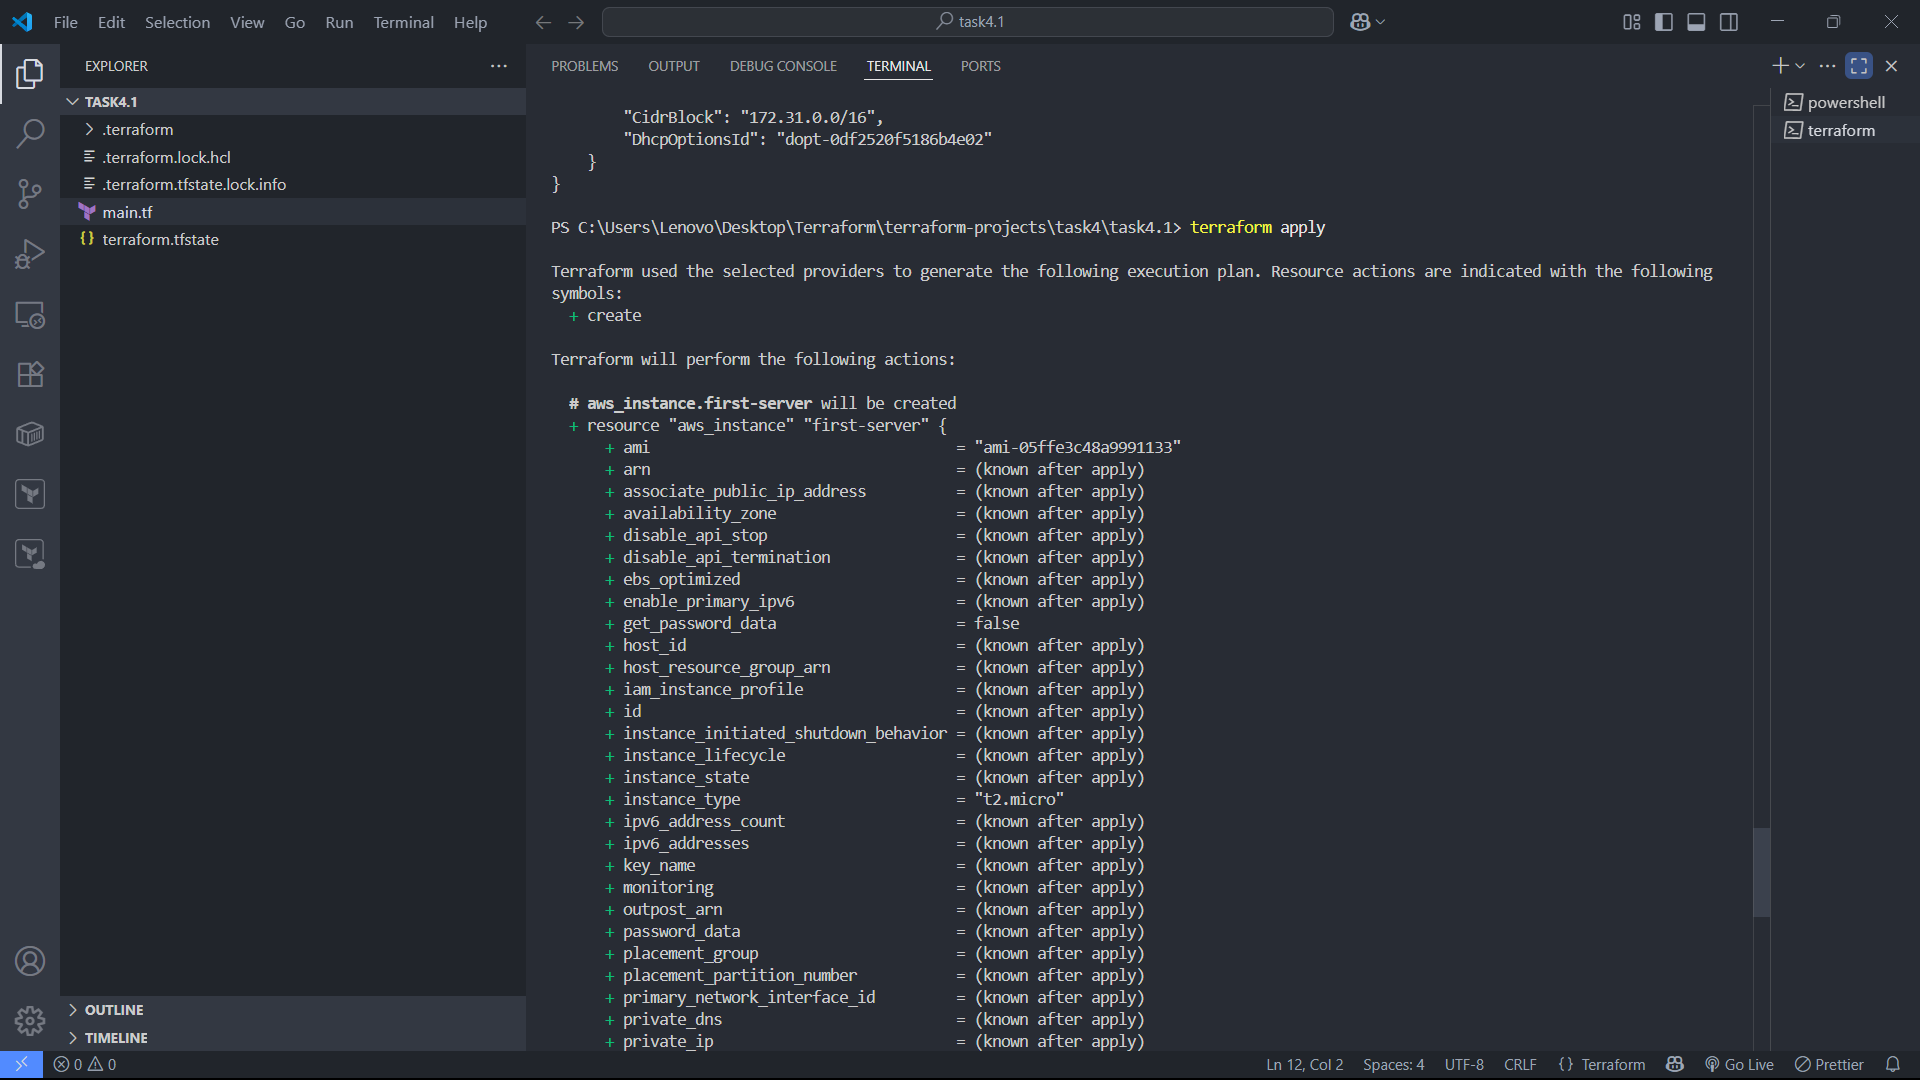 File Edit Selection View Go Run Terminal Help
task4.1
EXPLORER
TASK4.1
.terraform
.terraform.lock.hcl
.terraform.tfstate.lock.info
main.tf
{} terraform.tfstate
OUTLINE
TIMELINE
PROBLEMS OUTPUT DEBUG CONSOLE TERMINAL PORTS
"CidrBlock": "172.31.0.0/16",
"DhcpOptionsId": "dopt-0df2520f5186b4e02"
}
}
PS C:\Users\Lenovo\Desktop\Terraform\terraform-projects\task4\task4.1> terraform apply
Terraform used the selected providers to generate the following execution plan. Resource actions are indicated with the following
symbols:
+ create
Terraform will perform the following actions:
# aws_instance.first-server will be created
+ resource "aws_instance" "first-server" {
+ ami = "ami-05ffe3c48a9991133"
+ arn = (known after apply)
+ associate_public_ip_address = (known after apply)
+ availability_zone = (known after apply)
+ disable_api_stop = (known after apply)
+ disable_api_termination = (known after apply)
+ ebs_optimized = (known after apply)
+ enable_primary_ipv6 = (known after apply)
+ get_password_data = false
+ host_id = (known after apply)
+ host_resource_group_arn = (known after apply)
+ iam_instance_profile = (known after apply)
+ id = (known after apply)
+ instance_initiated_shutdown_behavior = (known after apply)
+ instance_lifecycle = (known after apply)
+ instance_state = (known after apply)
+ instance_type = "t2.micro"
+ ipv6_address_count = (known after apply)
+ ipv6_addresses = (known after apply)
+ key_name = (known after apply)
+ monitoring = (known after apply)
+ outpost_arn = (known after apply)
+ password_data = (known after apply)
+ placement_group = (known after apply)
+ placement_partition_number = (known after apply)
+ primary_network_interface_id = (known after apply)
+ private_dns = (known after apply)
+ private_ip = (known after apply)
powershell
terraform
0 0
Ln 12, Col 2 Spaces: 4 UTF-8 CRLF {} Terraform Go Live Prettier